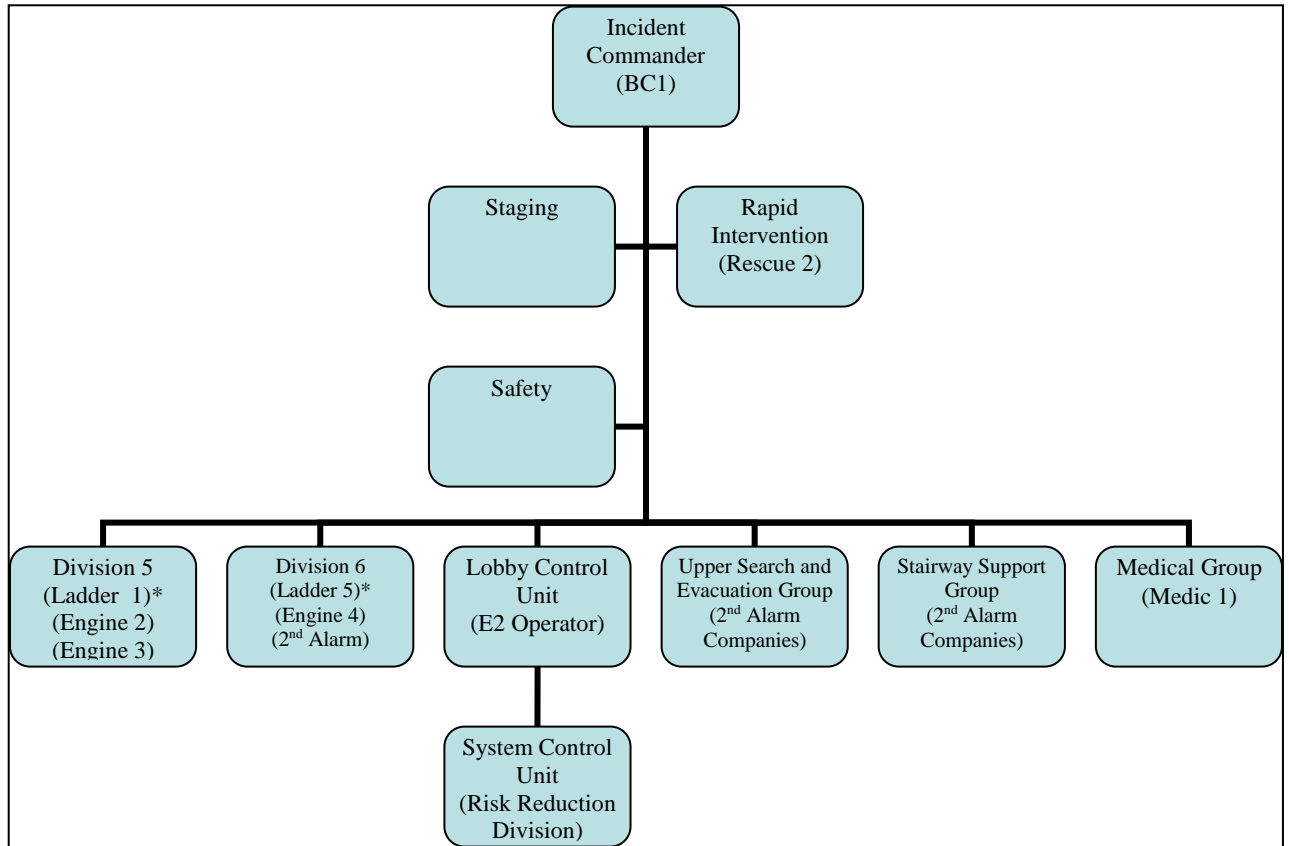 Incident
Commander
(BC1)
Staging
Rapid
Intervention
(Rescue 2)
Safety
Division 5
(Ladder  1)*
(Engine 2)
(Engine 3)
Division 6
(Ladder 5)*
(Engine 4)
(2nd Alarm)
Lobby Control
Unit
(E2 Operator)
Upper Search and
Evacuation Group
(2nd Alarm
Companies)
Stairway Support
Group
(2nd Alarm
Companies)
Medical Group
(Medic 1)
System Control
Unit
(Risk Reduction
Division)